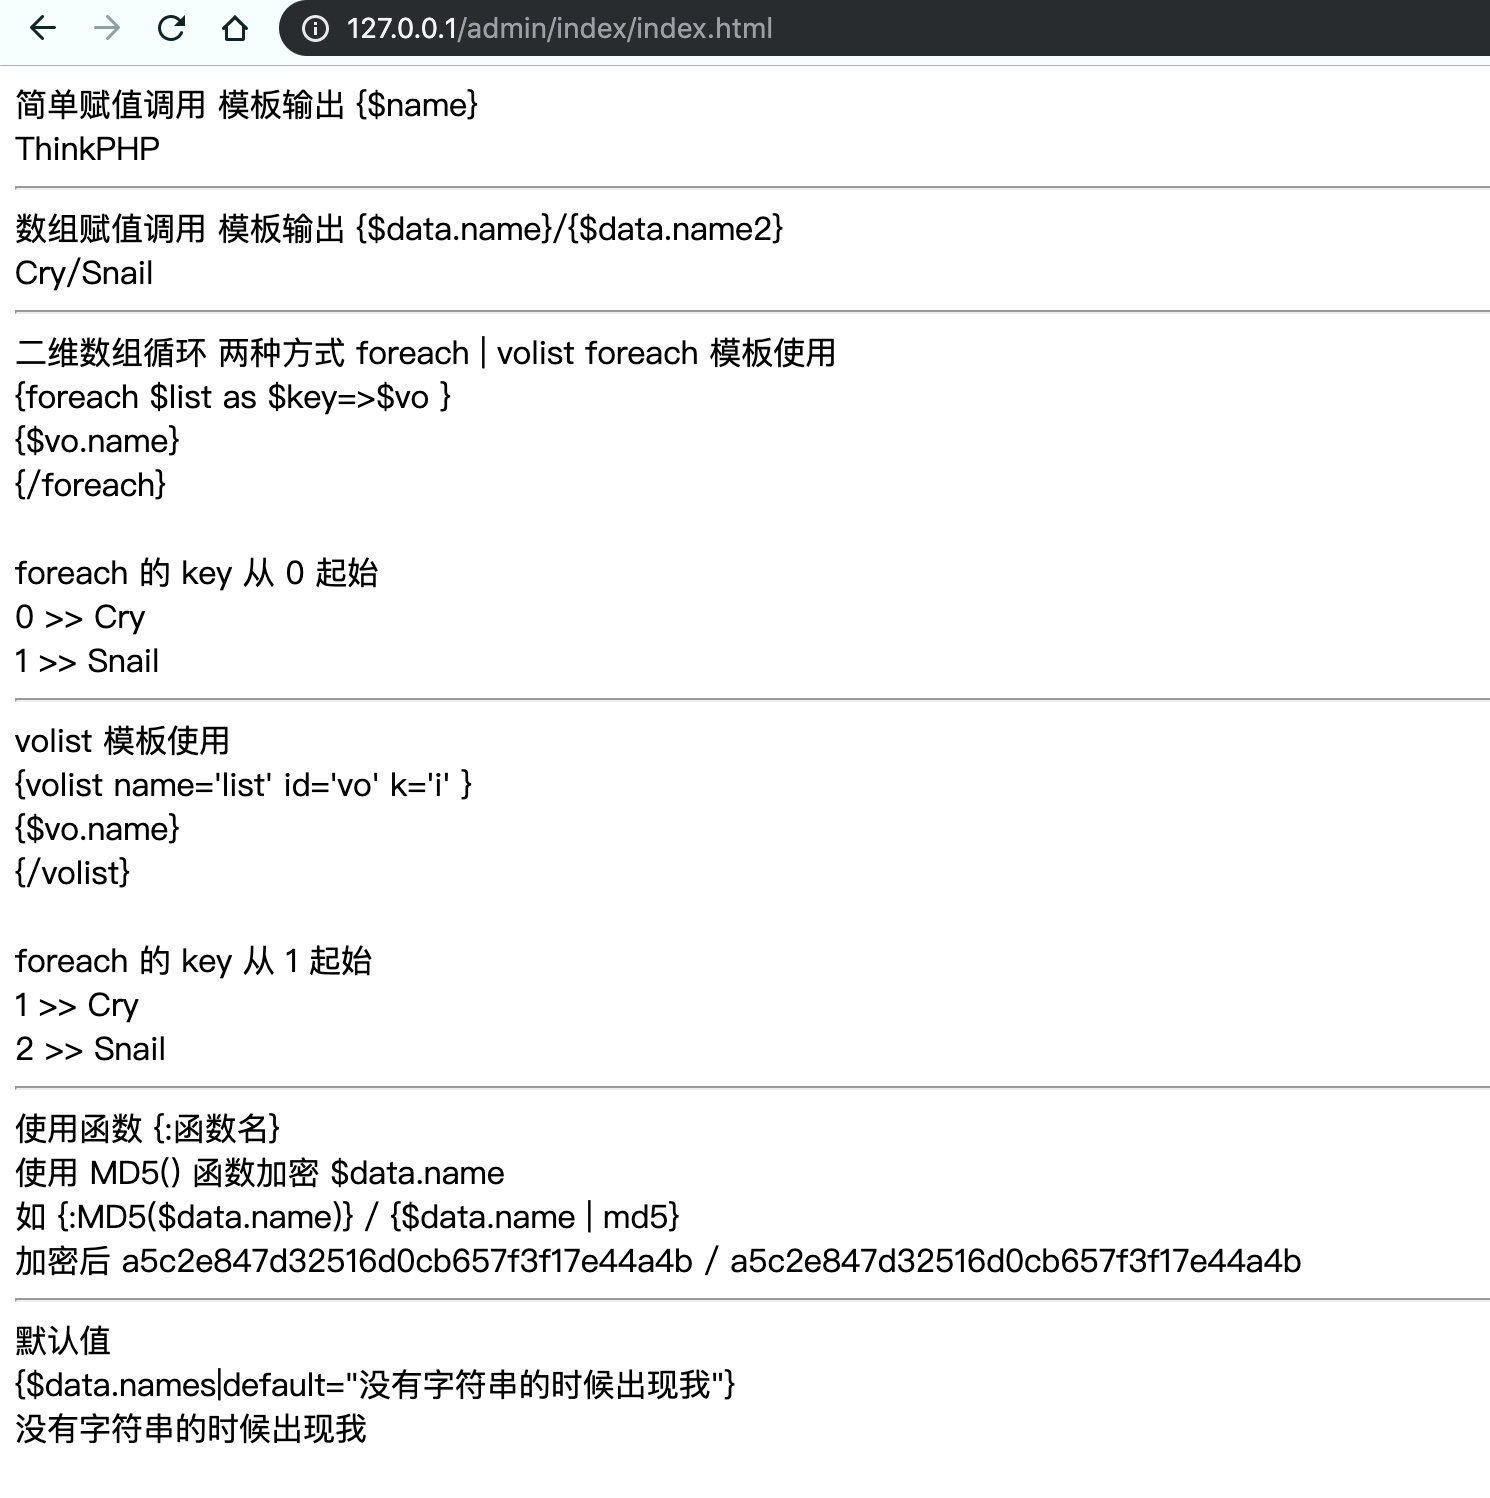 127.0.0.1/admin/index/index.html
简单赋值调用 模板输出 {$name}
ThinkPHP
数组赋值调用 模板输出 {$data.name}/{$data.name2}
Cry/Snail
二维数组循环 两种方式 foreach | volist foreach 模板使用
{foreach $list as $key=>$vo }
{$vo.name}
{/foreach}
foreach 的 key 从 0 起始
0 >> Cry
1 >> Snail
volist 模板使用
{volist name='list' id='vo' k='i' }
{$vo.name}
{/volist}
foreach 的 key 从 1 起始
1 >> Cry
2 >> Snail
使用函数 {:函数名}
使用 MD5() 函数加密 $data.name
如 {:MD5($data.name)} / {$data.name | md5}
加密后 a5c2e847d32516d0cb657f3f17e44a4b / a5c2e847d32516d0cb657f3f17e44a4b
默认值
{$data.names|default="没有字符串的时候出现我"}
没有字符串的时候出现我